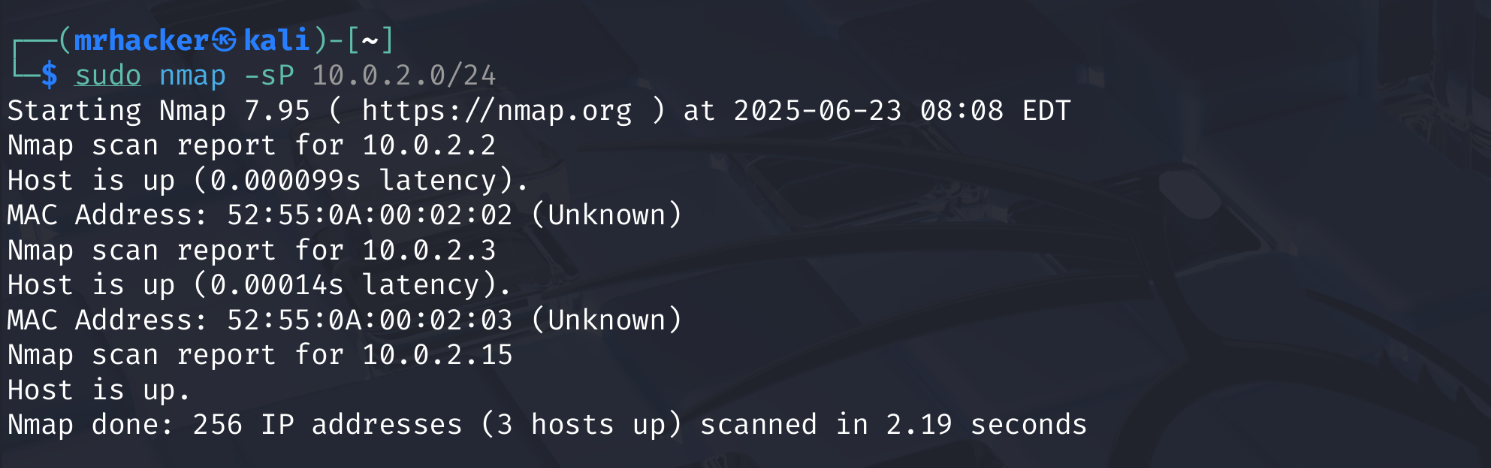 ┌──(mrhacker㉿kali)-[~]
└─$ sudo nmap -sP 10.0.2.0/24
Starting Nmap 7.95 ( https://nmap.org ) at 2025-06-23 08:08 EDT
Nmap scan report for 10.0.2.2
Host is up (0.000099s latency).
MAC Address: 52:55:0A:00:02:02 (Unknown)
Nmap scan report for 10.0.2.3
Host is up (0.00014s latency).
MAC Address: 52:55:0A:00:02:03 (Unknown)
Nmap scan report for 10.0.2.15
Host is up.
Nmap done: 256 IP addresses (3 hosts up) scanned in 2.19 seconds